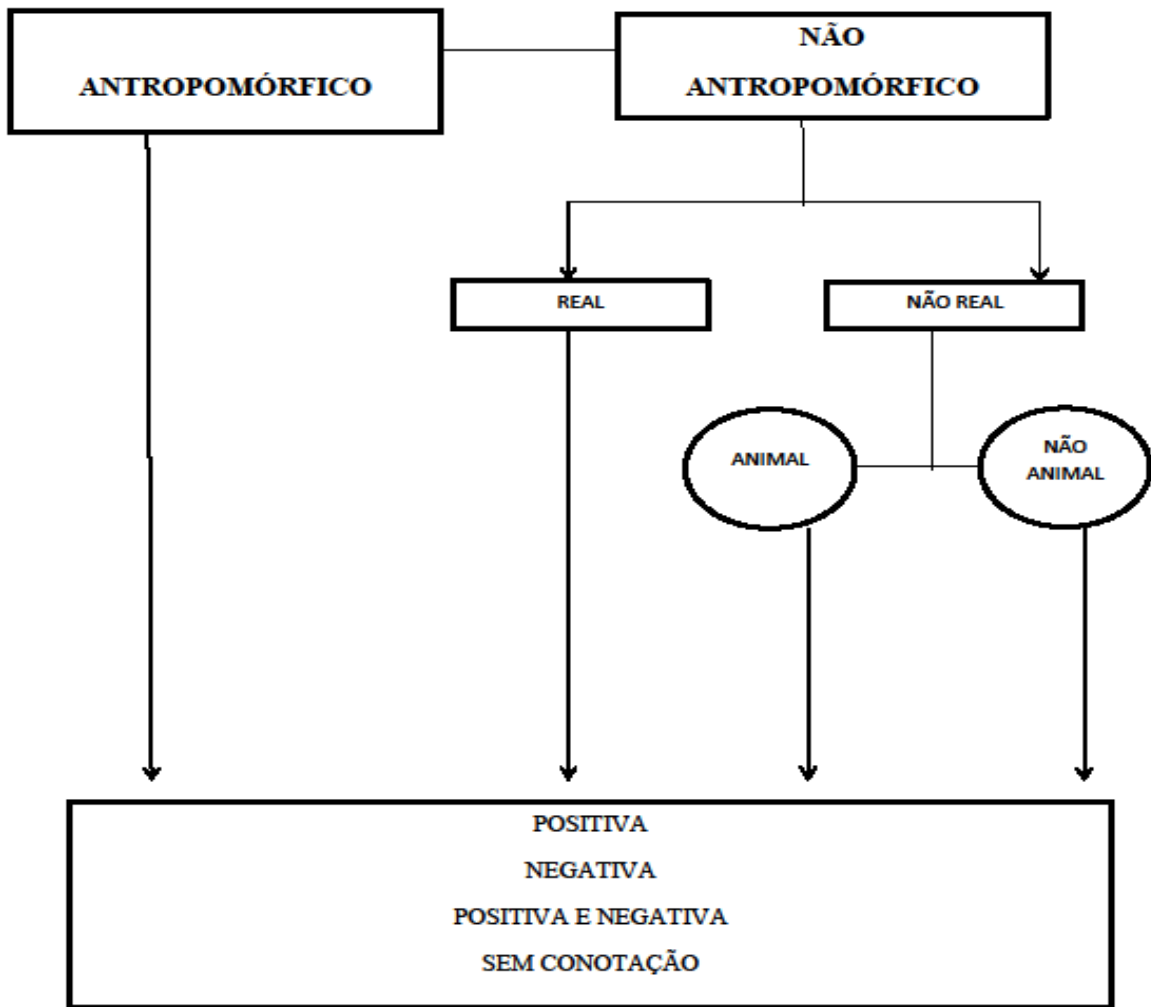 ANTROPOMÓRFICO
NÃO
ANTROPOMÓRFICO
REAL
NÃO REAL
ANIMAL
NÃO
ANIMAL
POSITIVA
NEGATIVA
POSITIVA E NEGATIVA
SEM CONOTAÇÃO